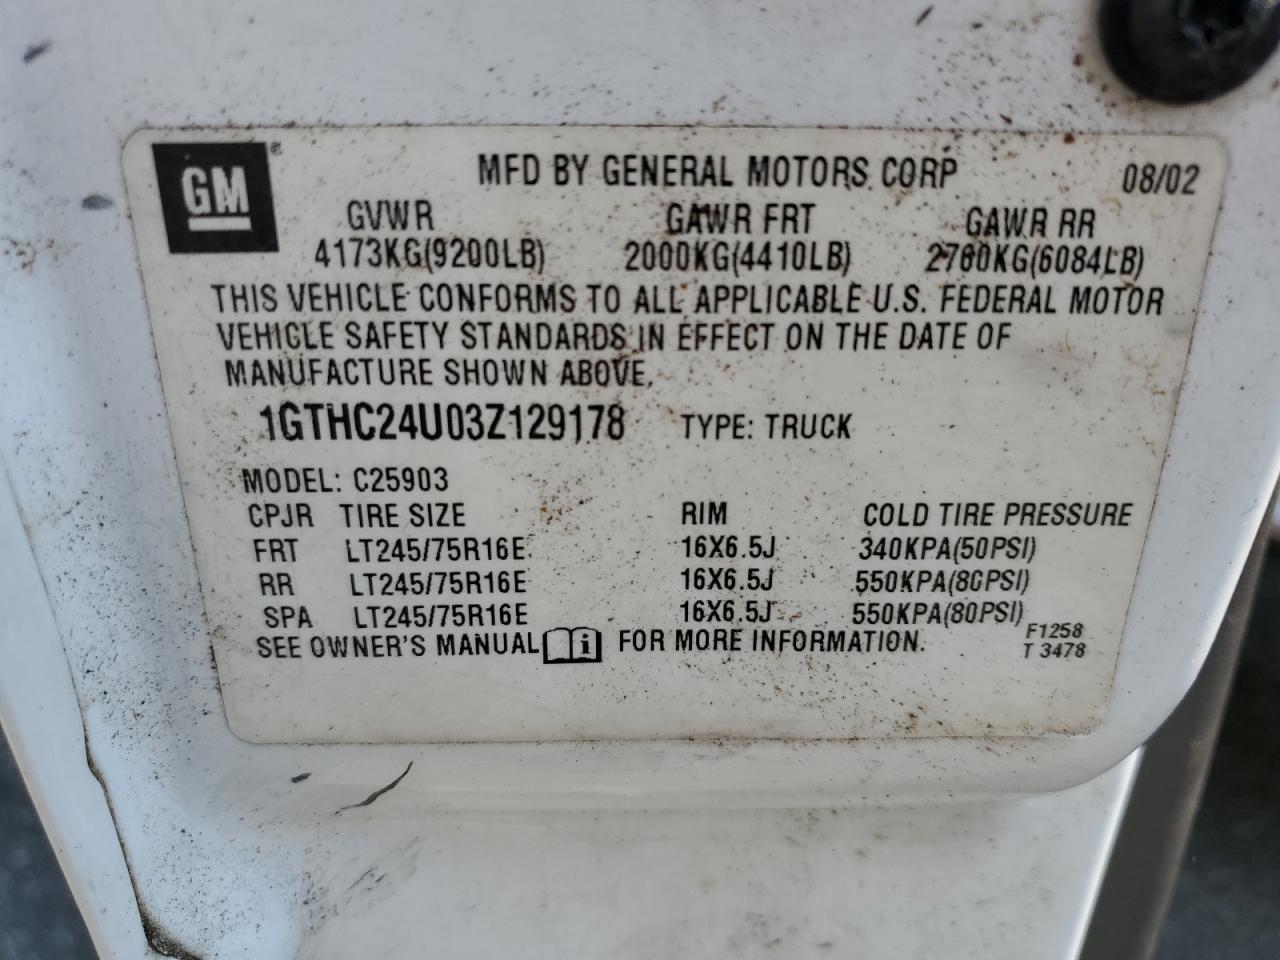 GM®
MFD BY GENERAL MOTORS CORP 08/02
GVWR GAWR FRT GAWR RR
4173KG(9200LB) 2000KG(4410LB) 2760KG(6084LB)
THIS VEHICLE CONFORMS TO ALL APPLICABLE U.S. FEDERAL MOTOR
VEHICLE SAFETY STANDARDS IN EFFECT ON THE DATE OF
MANUFACTURE SHOWN ABOVE.
1GTHC24U03Z129178 TYPE: TRUCK
MODEL: C25903
CPJR TIRE SIZE RIM COLD TIRE PRESSURE
FRT LT245/75R16E 16X6.5J 340KPA(50PSI)
RR LT245/75R16E 16X6.5J 550KPA(80PSI)
SPA LT245/75R16E 16X6.5J 550KPA(80PSI)
SEE OWNER'S MANUAL i FOR MORE INFORMATION. F1258
T 3478